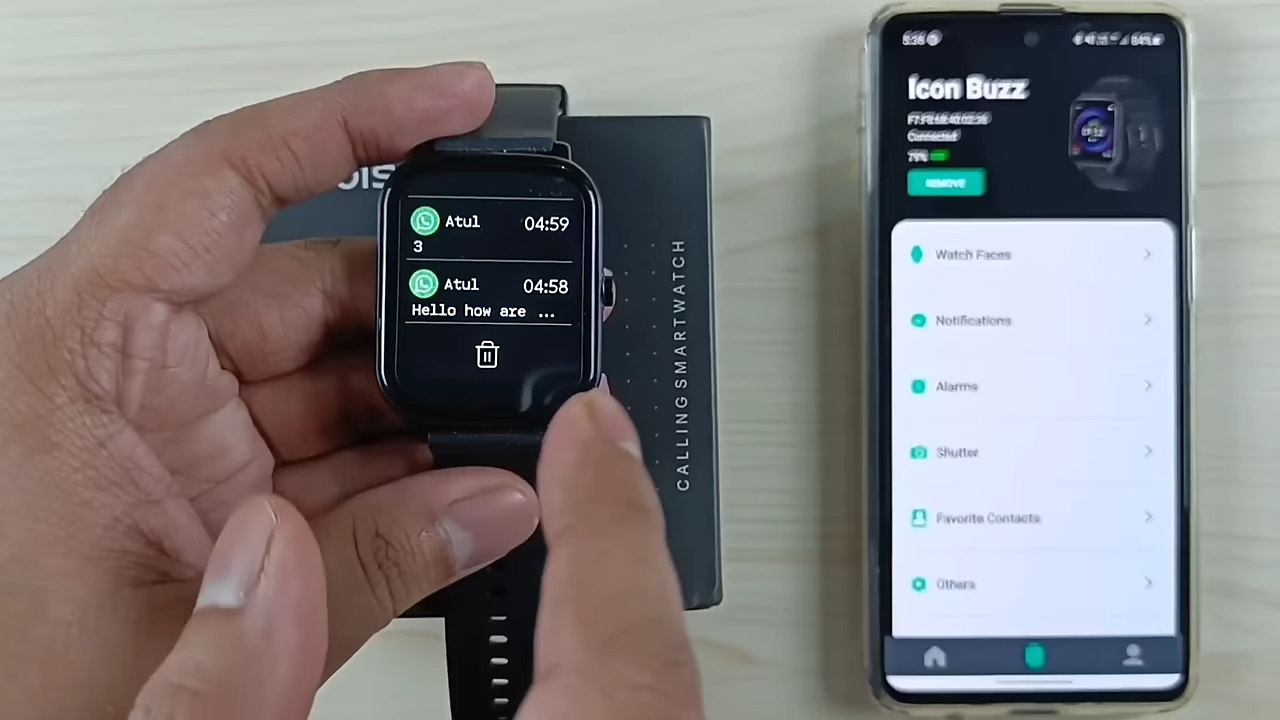 Atul 04:59
3
Atul 04:58
Hello how are ...
CALLING SMARTWATCH
Icon Buzz
Connected
79%
REMOVE
Watch Faces
Notifications
Alarms
Shutter
Favorite Contacts
Others